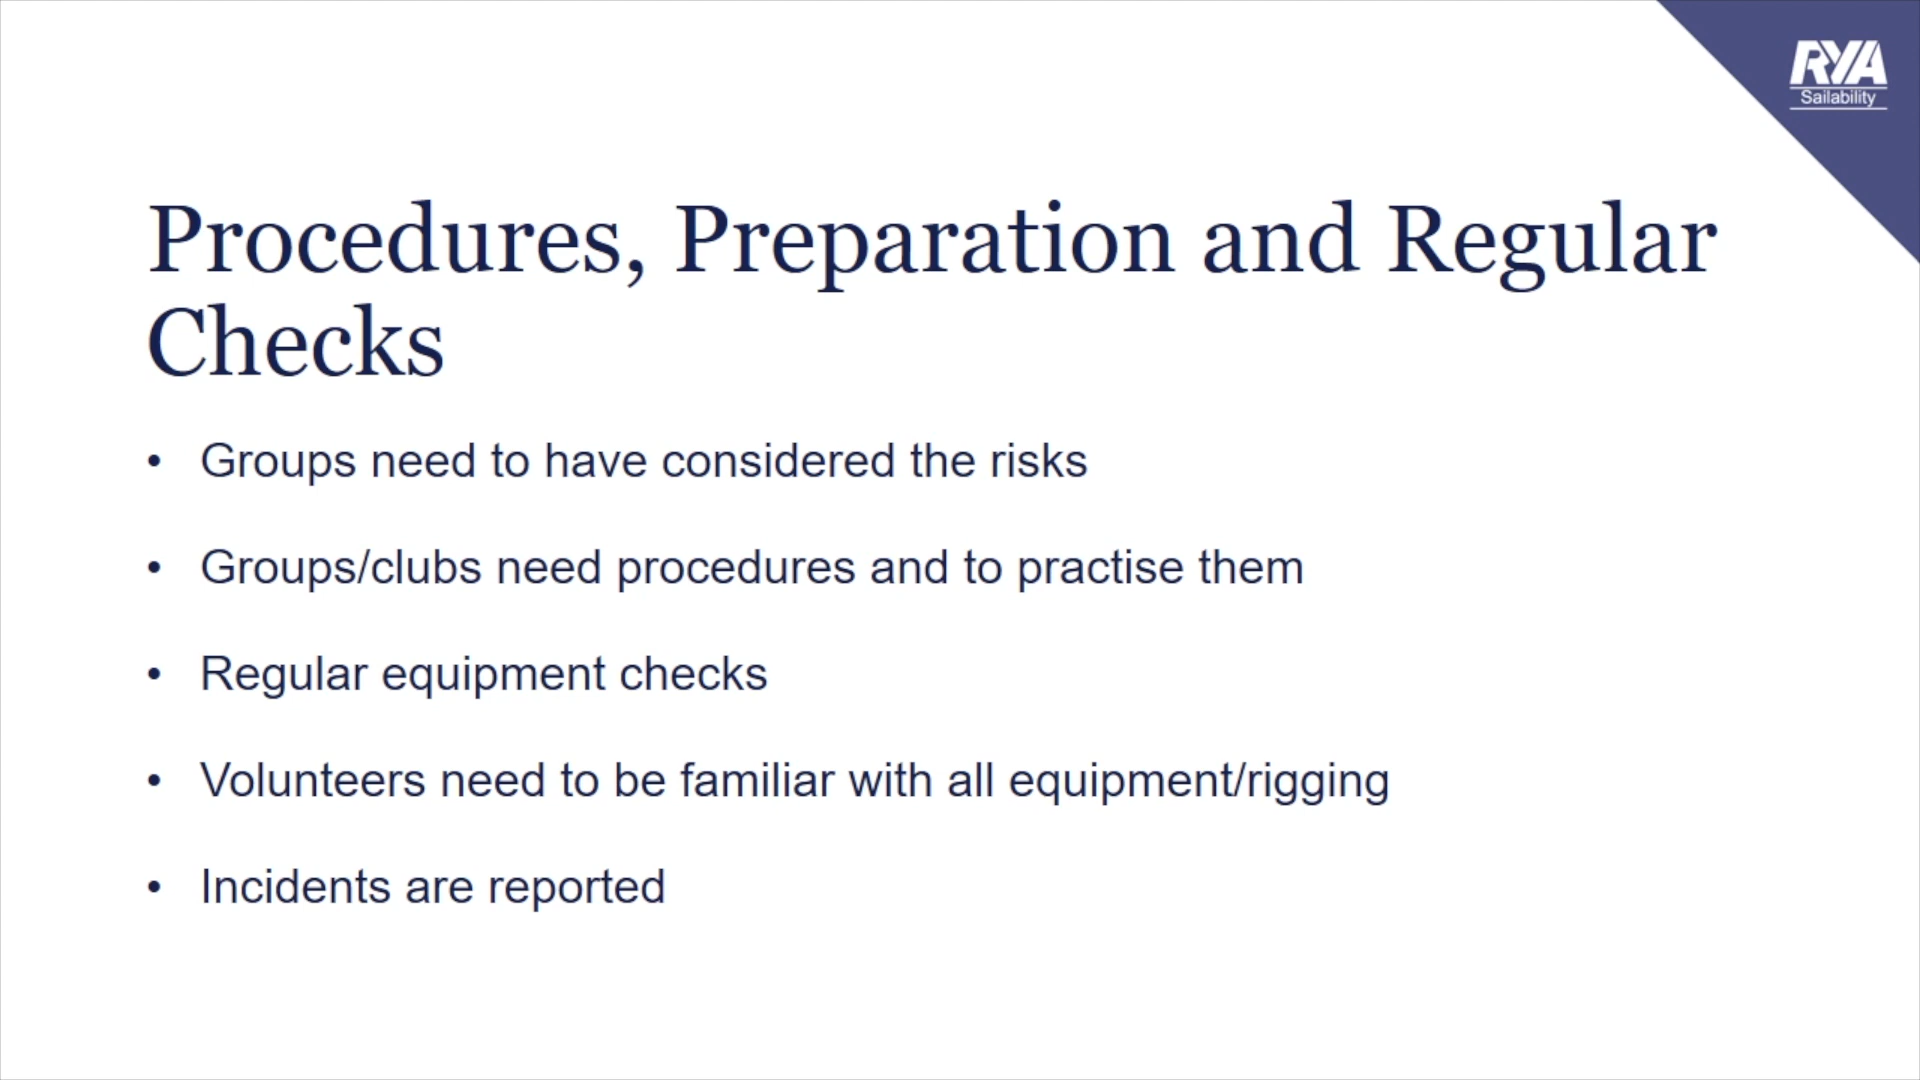 RYA
Sailability
Procedures, Preparation and Regular
Checks
• Groups need to have considered the risks
• Groups/clubs need procedures and to practise them
• Regular equipment checks
• Volunteers need to be familiar with all equipment/rigging
• Incidents are reported